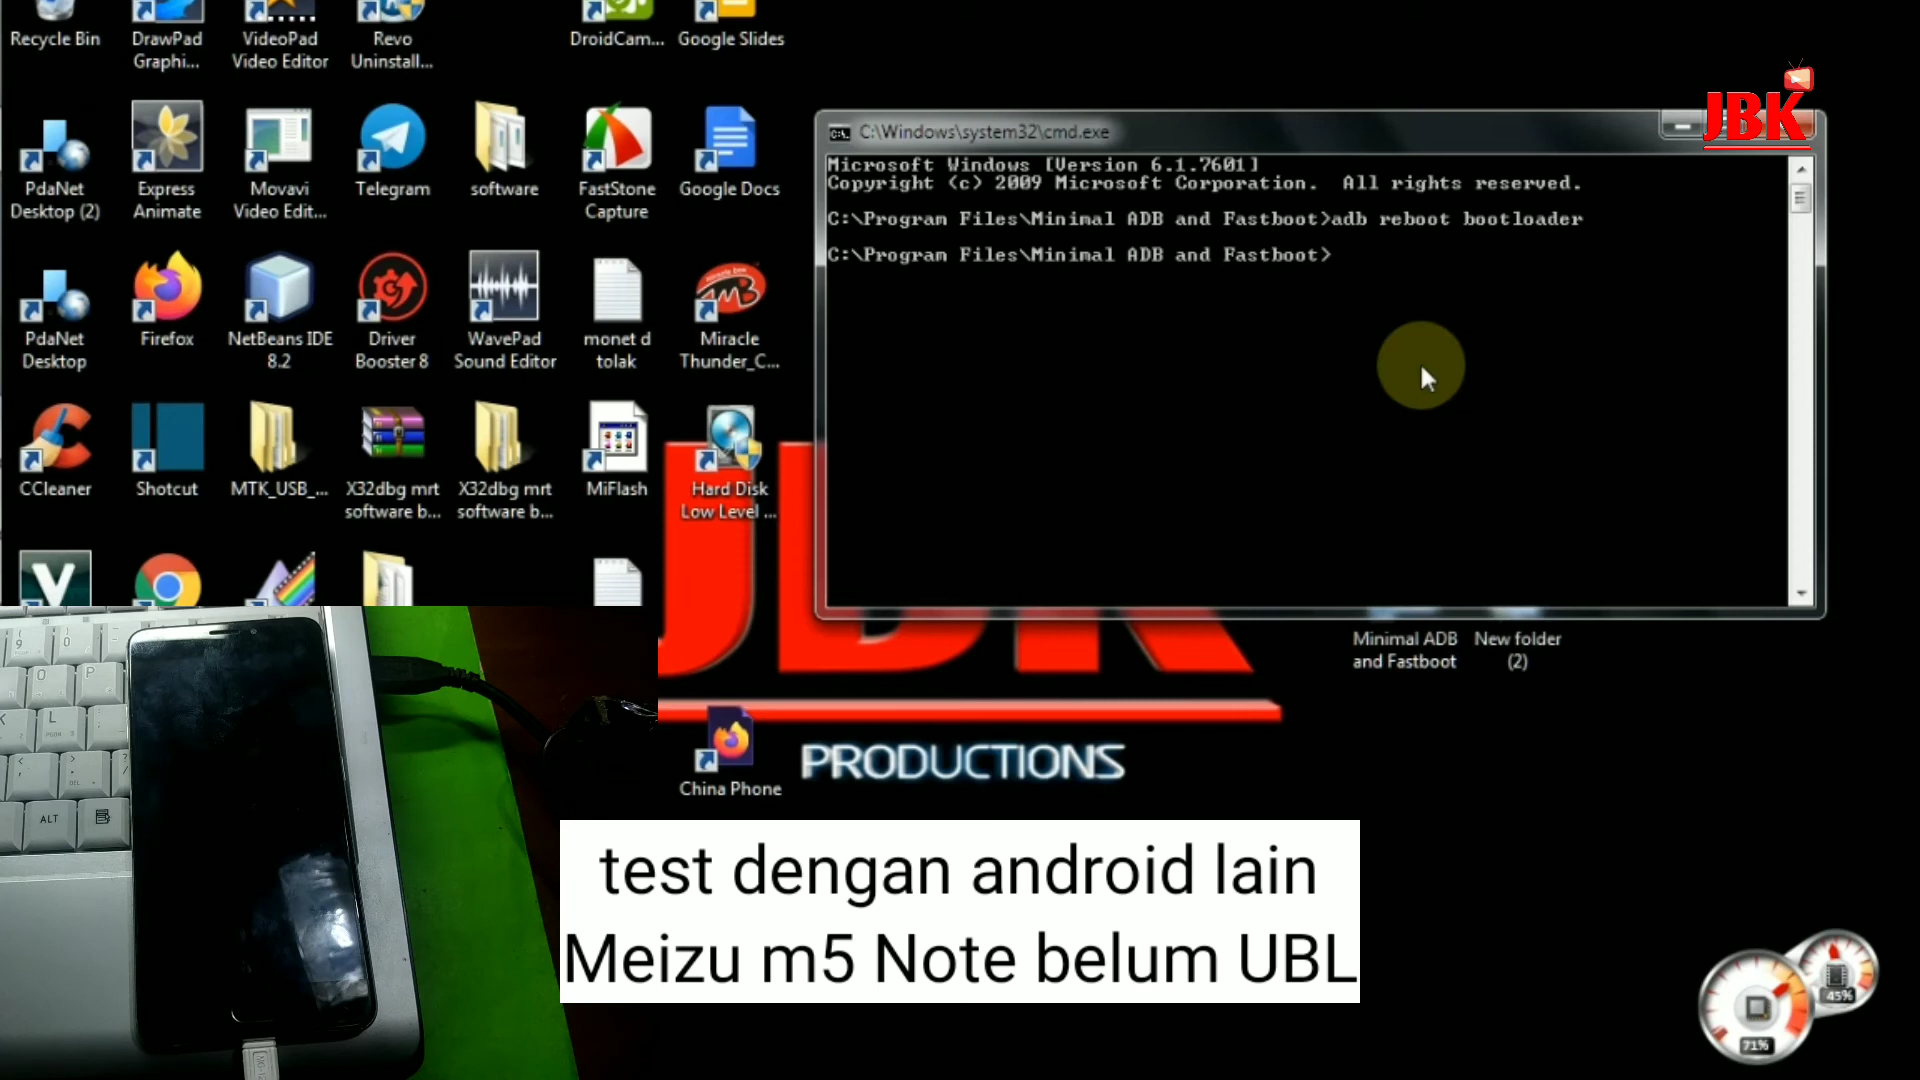 Recycle Bin
DrawPad
Graphi...
VideoPad
Video Editor
Revo
Uninstall...
DroidCam...
Google Slides
PdaNet
Desktop (2)
Express
Animate
Movavi
Video Edit...
Telegram
software
FastStone
Capture
Google Docs
PdaNet
Desktop
Firefox
NetBeans IDE
8.2
Driver
Booster 8
WavePad
Sound Editor
monet d
tolak
Miracle
Thunder_C...
CCleaner
Shotcut
MTK_USB_...
X32dbg mrt
software b...
X32dbg mrt
software b...
MiFlash
Hard Disk
Low Level ...
JBK
C:\Windows\system32\cmd.exe
Microsoft Windows [Version 6.1.7601]
Copyright (c) 2009 Microsoft Corporation.  All rights reserved.
C:\Program Files\Minimal ADB and Fastboot>adb reboot bootloader
C:\Program Files\Minimal ADB and Fastboot>
Minimal ADB
and Fastboot
New folder
(2)
JBK
PRODUCTIONS
China Phone
O
P
L
ALT
test dengan android lain
Meizu m5 Note belum UBL
45%
71%